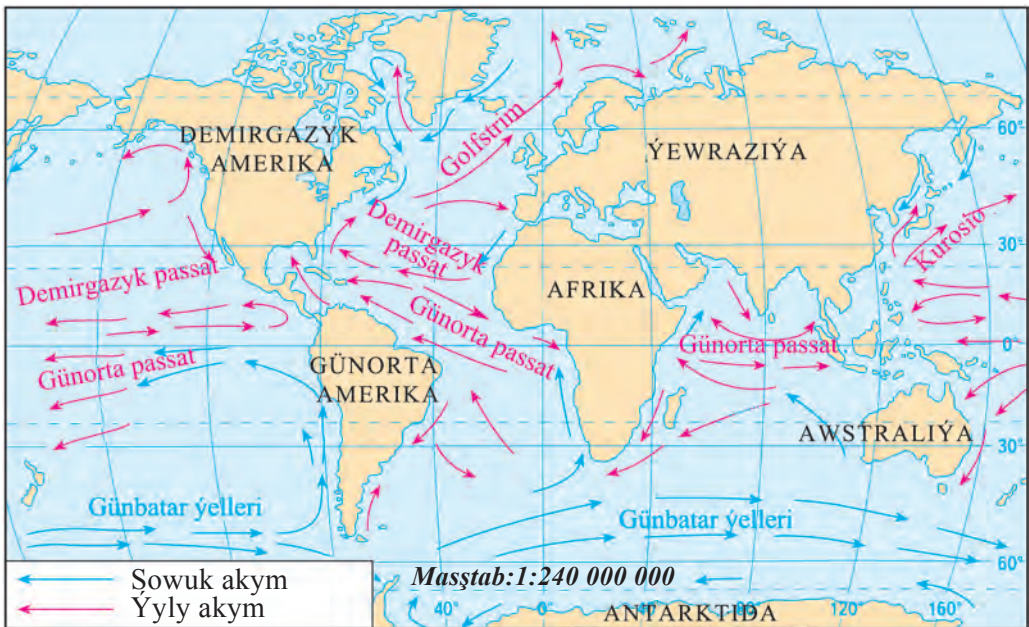 DEMIRGAZYK
AMERIKA
Golfstrim
ÝEWRAZIÝA
60°
Demirgazyk
passat
Kurosio
30°
Demirgazyk passat
AFRIKA
Günorta passat
Günorta passat
Günorta passat
0°
GÜNORTA
AMERIKA
AWSTRALIÝA
30°
Günbatar ýelleri
Günbatar ýelleri
60°
Sowuk akym
Ýyly akym
Masştab:1:240 000 000
40° 0° 40° 80° 120° 160°
ANTARKTIDA